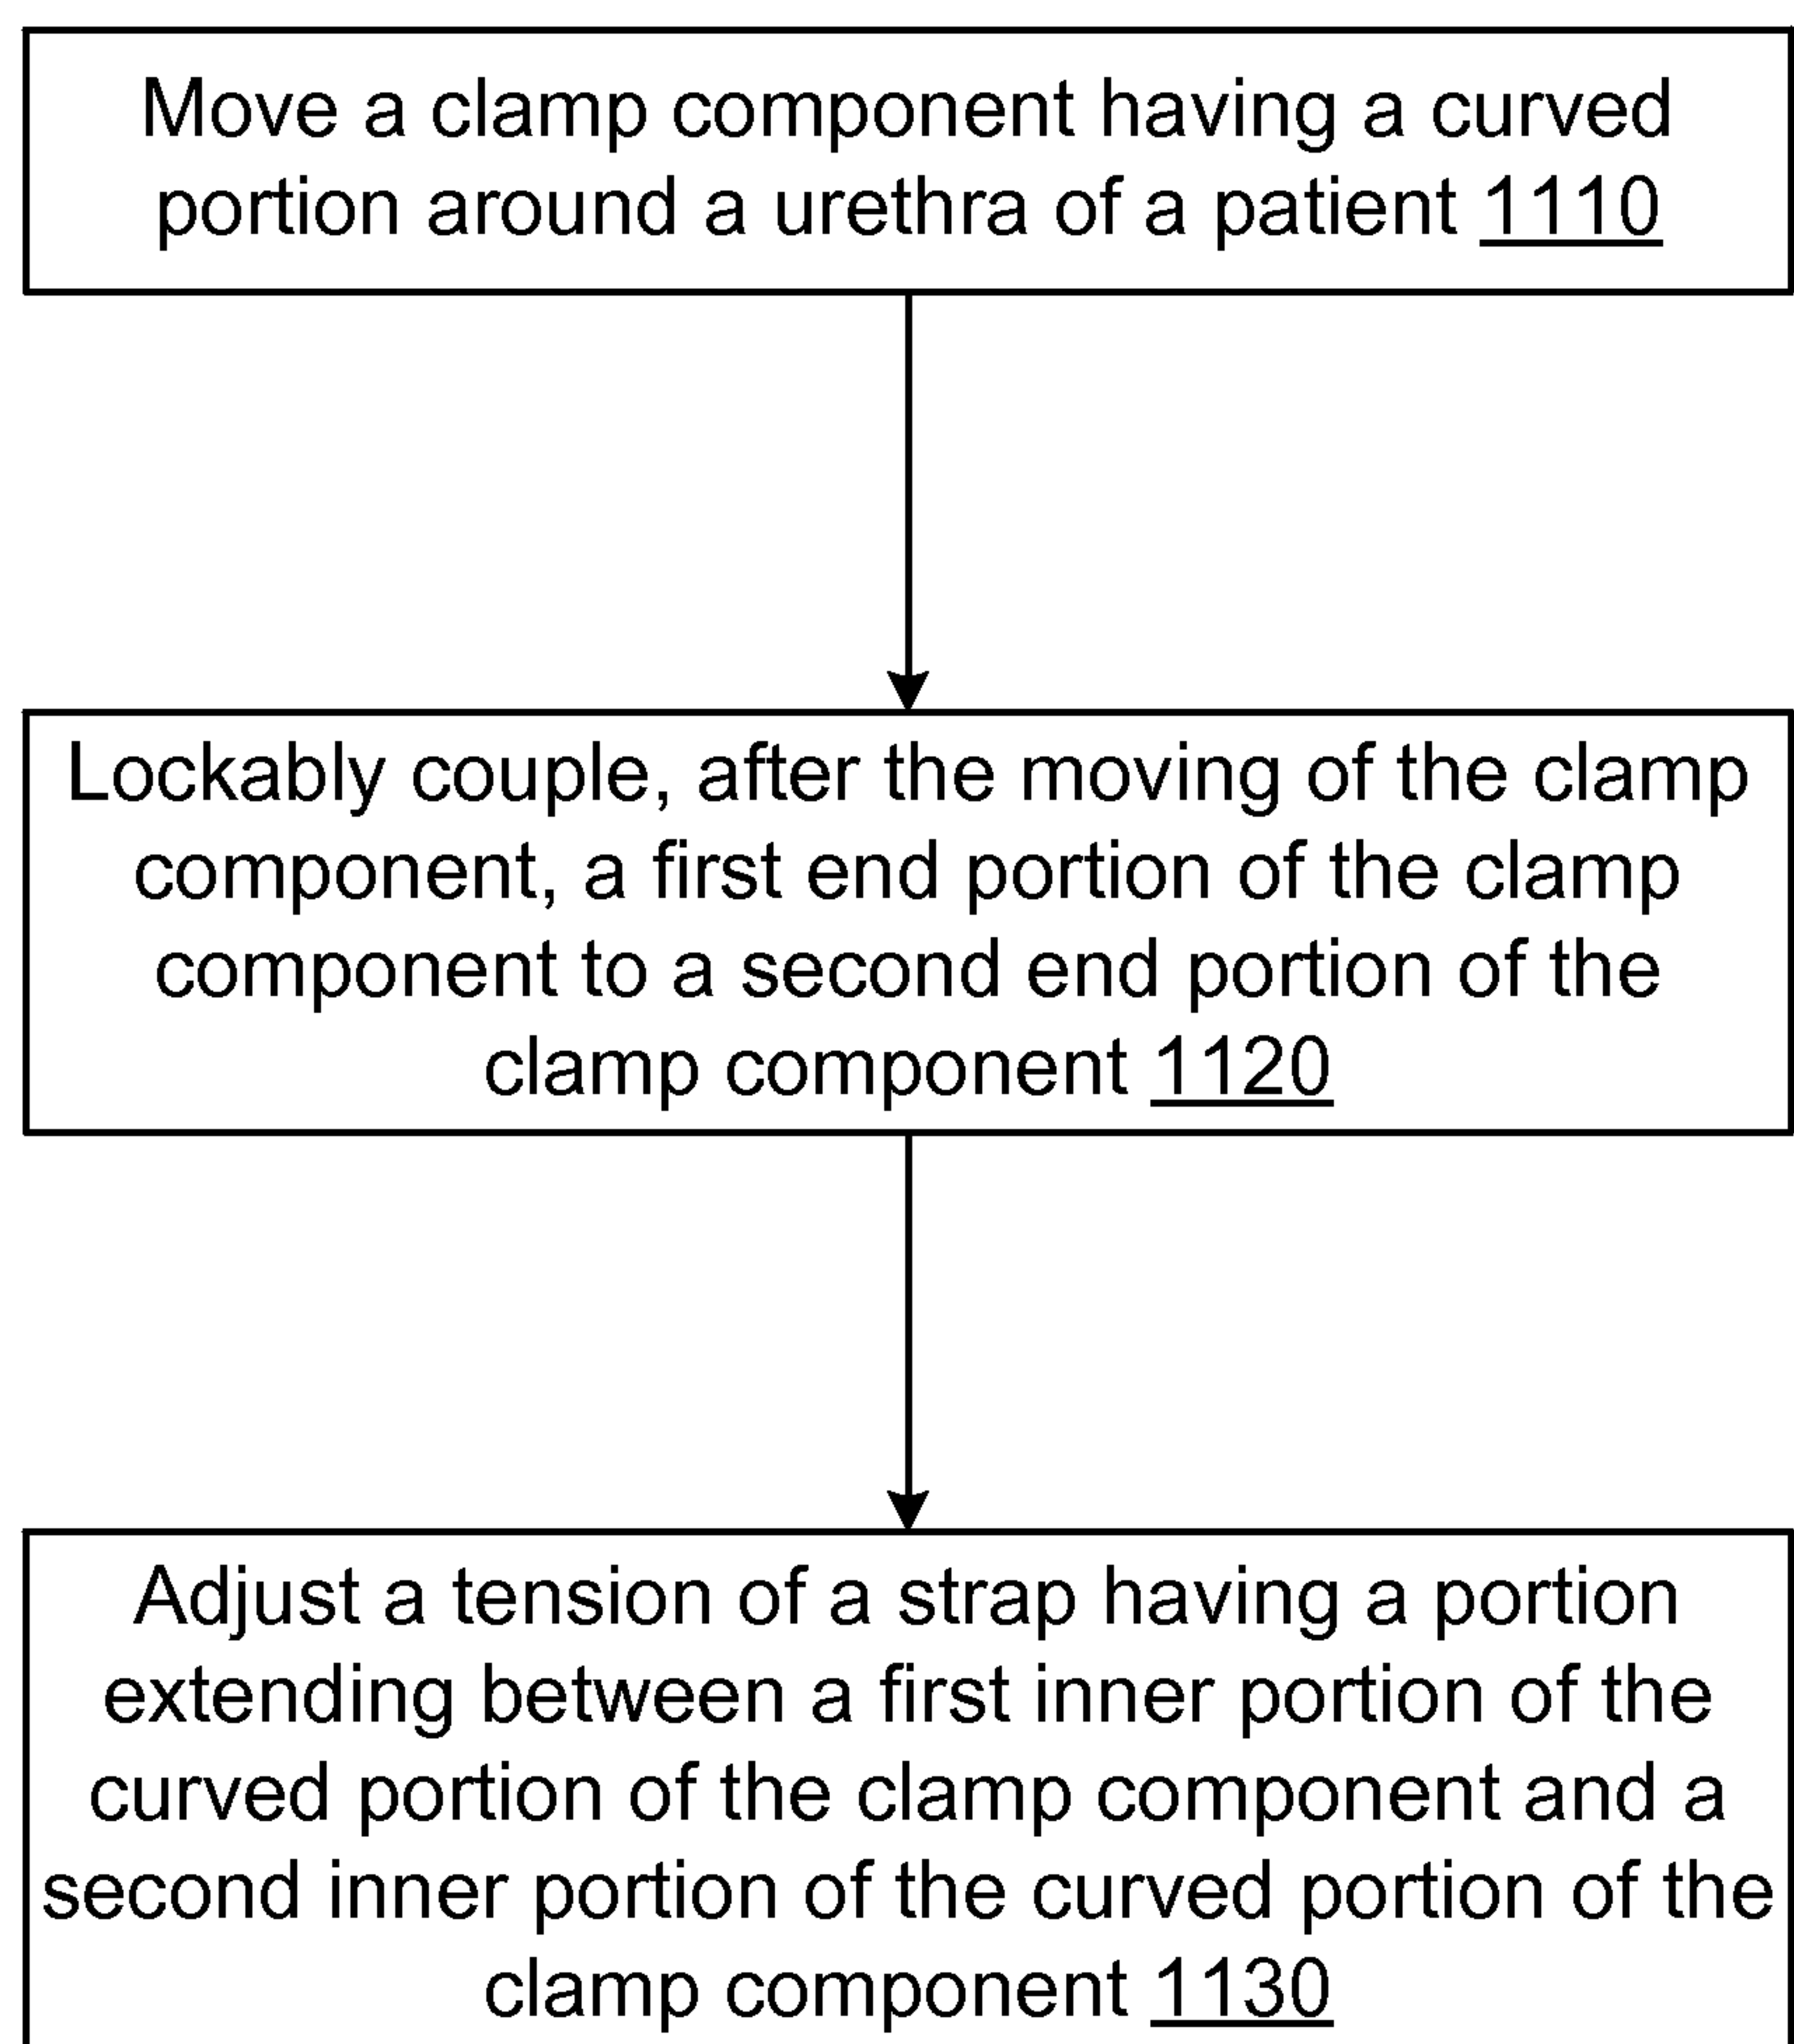 Move a clamp component having a curved
portion around a urethra of a patient 1110
Lockably couple, after the moving of the clamp
component, a first end portion of the clamp
component to a second end portion of the
clamp component 1120
Adjust a tension of a strap having a portion
extending between a first inner portion of the
curved portion of the clamp component and a
second inner portion of the curved portion of the
clamp component 1130